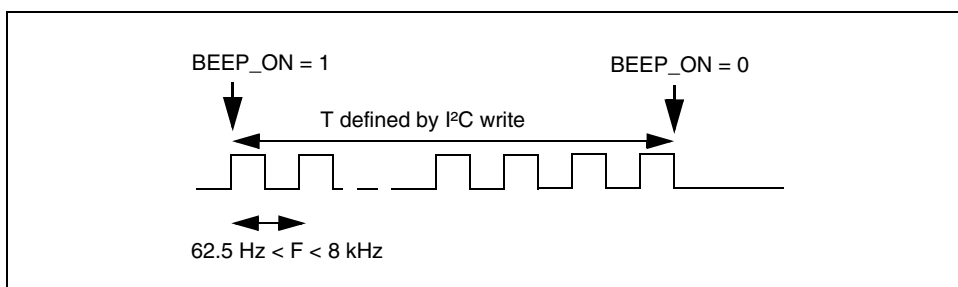 BEEP_ON = 1
BEEP_ON = 0
T defined by I²C write
62.5 Hz < F < 8 kHz